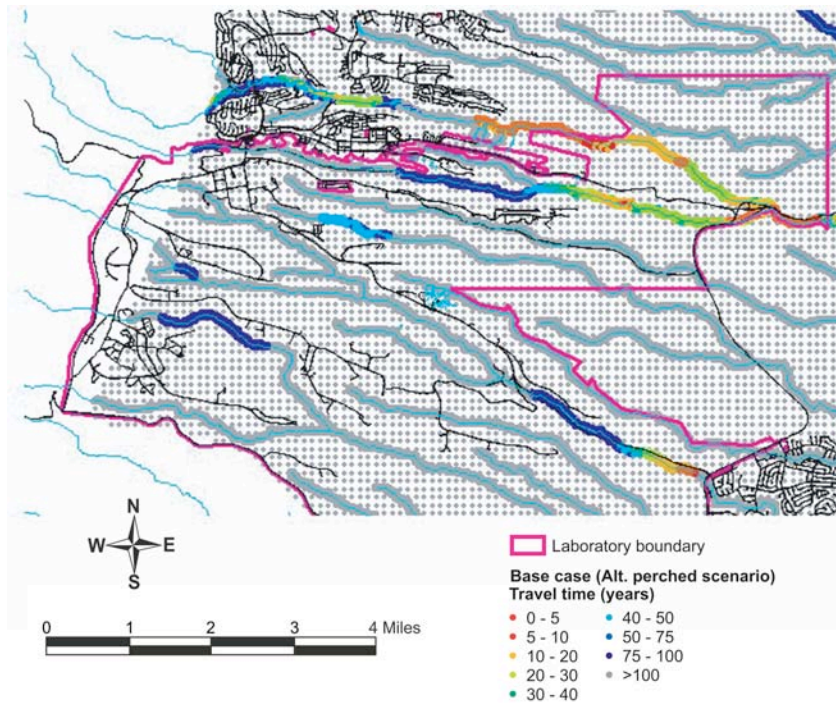 N
W E
S
0 1 2 3 4 Miles
Laboratory boundary
Base case (Alt. perched scenario)
Travel time (years)
0 - 5
5 - 10
10 - 20
20 - 30
30 - 40
40 - 50
50 - 75
75 - 100
>100